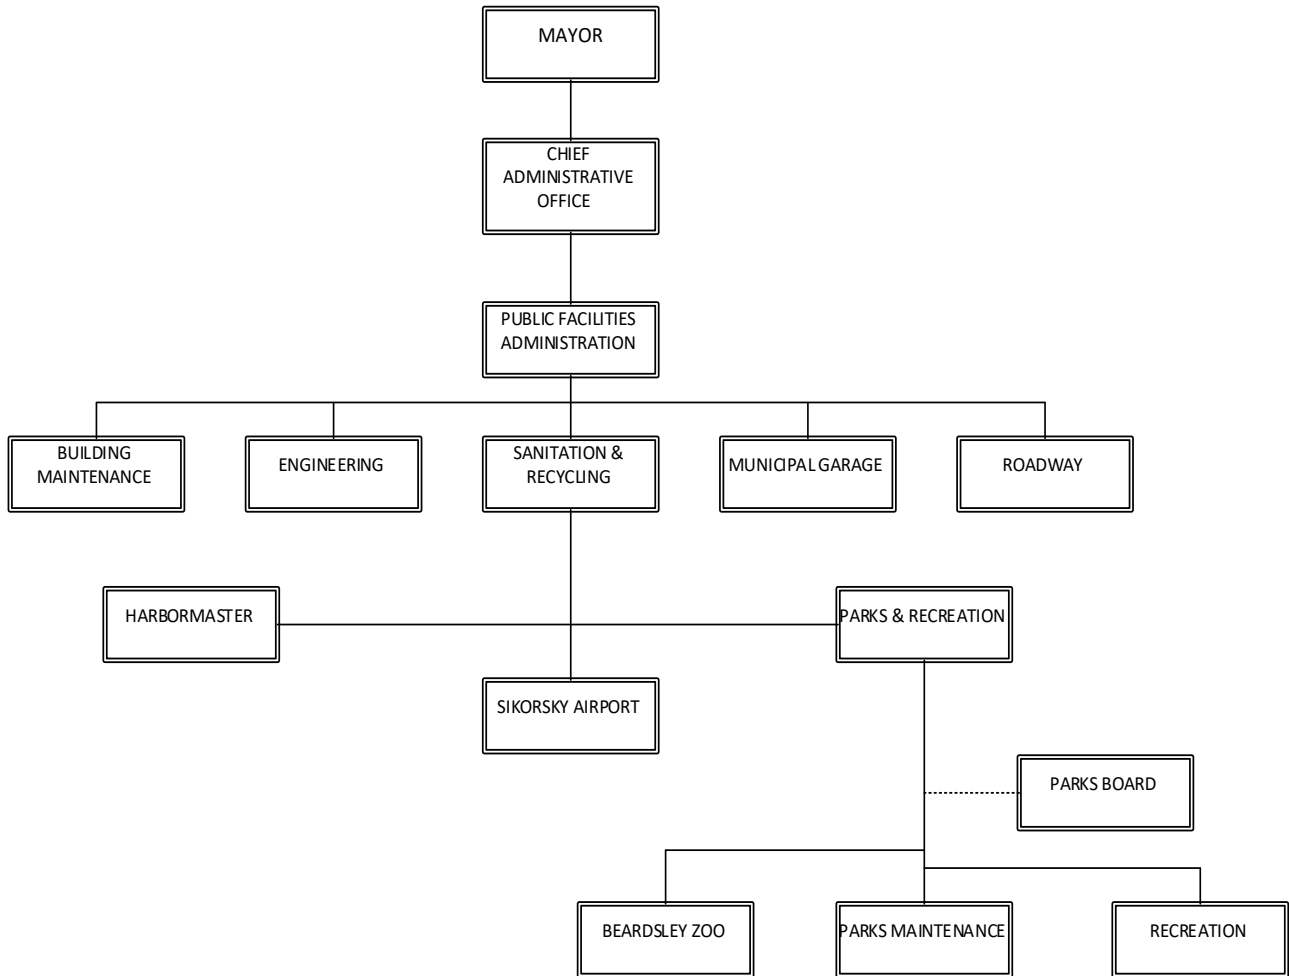 MAYOR
CHIEF
ADMINISTRATIVE
OFFICE
PUBLIC FACILITIES
ADMINISTRATION
BUILDING
MAINTENANCE
ENGINEERING
SANITATION &
RECYCLING
MUNICIPAL GARAGE
ROADWAY
HARBORMASTER
PARKS & RECREATION
SIKORSKY AIRPORT
PARKS BOARD
BEARDSLEY ZOO
PARKS MAINTENANCE
RECREATION